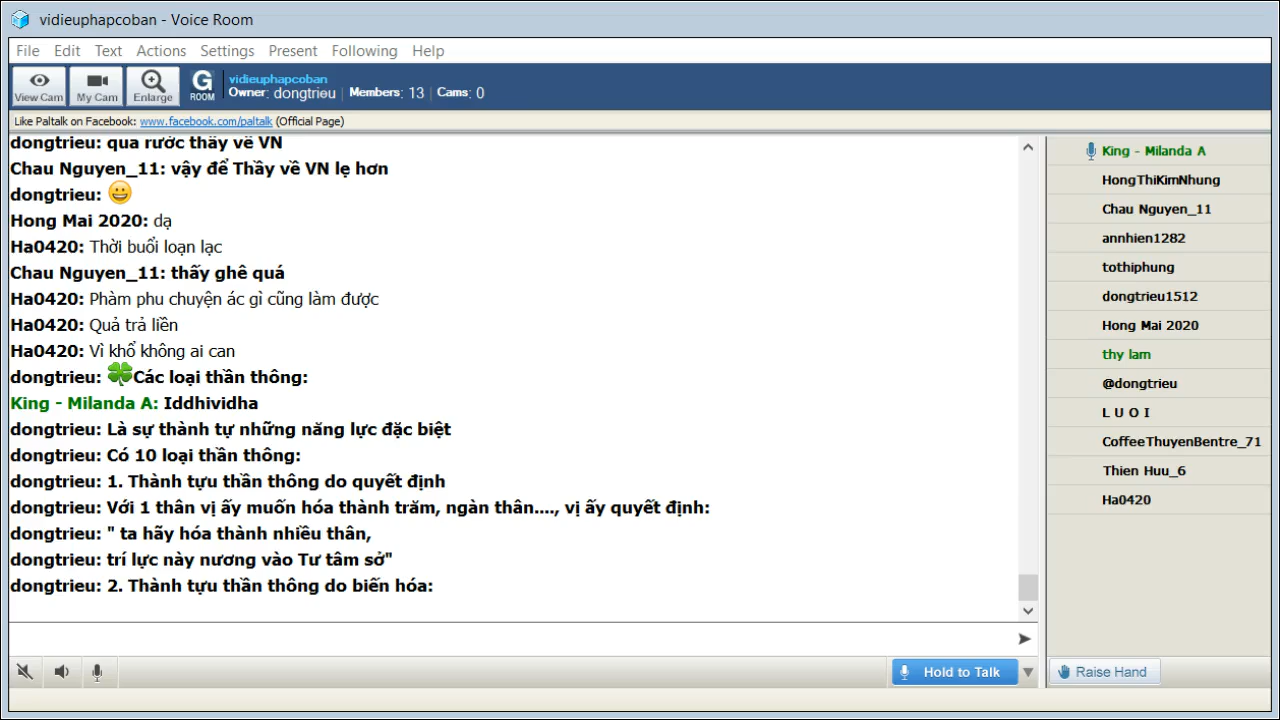 vidieuphapcoban - Voice Room
File Edit Text Actions Settings Present Following Help
View Cam My Cam Enlarge G ROOM
vidieuphapcoban
Owner: dongtrieu | Members: 13 | Cams: 0
Like Paltalk on Facebook: www.facebook.com/paltalk (Official Page)
dongtrieu: qua rước thầy về VN
Chau Nguyen_11: vậy để Thầy về VN lẹ hơn
dongtrieu:
Hong Mai 2020: dạ
Ha0420: Thời buổi loạn lạc
Chau Nguyen_11: thấy ghê quá
Ha0420: Phàm phu chuyện ác gì cũng làm được
Ha0420: Quả trả liền
Ha0420: Vì khổ không ai can
dongtrieu: 🍀Các loại thần thông:
King - Milanda A: Iddhividha
dongtrieu: Là sự thành tự những năng lực đặc biệt
dongtrieu: Có 10 loại thần thông:
dongtrieu: 1. Thành tựu thần thông do quyết định
dongtrieu: Với 1 thân vị ấy muốn hóa thành trăm, ngàn thân...., vị ấy quyết định:
dongtrieu: " ta hãy hóa thành nhiều thân,
dongtrieu: trí lực này nương vào Tư tâm sở"
dongtrieu: 2. Thành tựu thần thông do biến hóa:
King - Milanda A
HongThiKimNhung
Chau Nguyen_11
annhien1282
tothiphung
dongtrieu1512
Hong Mai 2020
thy lam
@dongtrieu
L U O I
CoffeeThuyenBentre_71
Thien Huu_6
Ha0420
Hold to Talk
Raise Hand